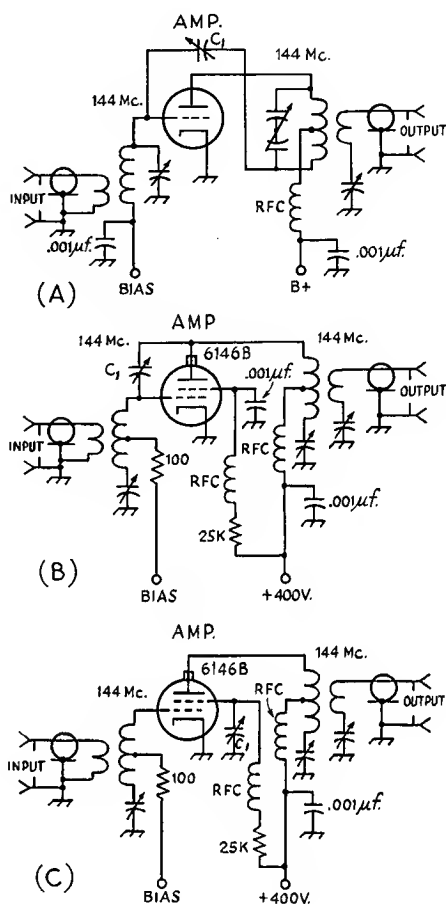 AMP.
C1
144 Mc.
144 Mc.
INPUT
OUTPUT
RFC
.001µf.
.001µf.
BIAS
B+
(A)
AMP
6146B
144 Mc.
144 Mc.
C1
.001µf.
INPUT
OUTPUT
100
RFC
RFC
.001µf.
25K
(B)
BIAS
+400V.
AMP.
6146B
144 Mc.
144 Mc.
RFC
C1
INPUT
OUTPUT
100
RFC
.001µf.
25K
(C)
BIAS
+400V.